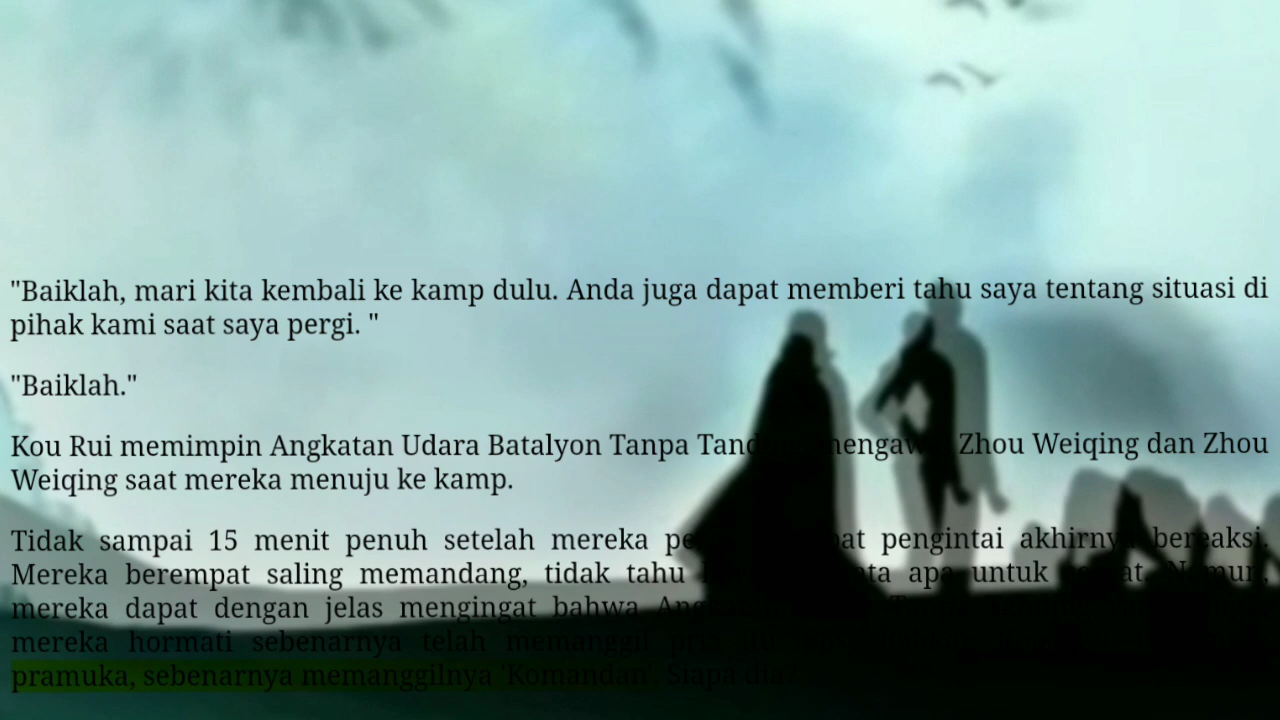 "Baiklah, mari kita kembali ke kamp dulu. Anda juga dapat memberi tahu saya tentang situasi di
pihak kami saat saya pergi. "
"Baiklah."
Kou Rui memimpin Angkatan Udara Batalyon Tanpa Zhou Weiqing dan Zhou
Weiqing saat mereka menuju ke kamp.
Tidak sampai 15 menit penuh setelah mereka pengintai akhirnya bereaksi.
Mereka berempat saling memandang, tidak tahu apa untuk Namun,
mereka dapat dengan jelas mengingat bahwa
mereka hormati sebenarnya telah memanggil pria
pramuka, sebenarnya memanggilnya 'Komandan'. Siapa dia?